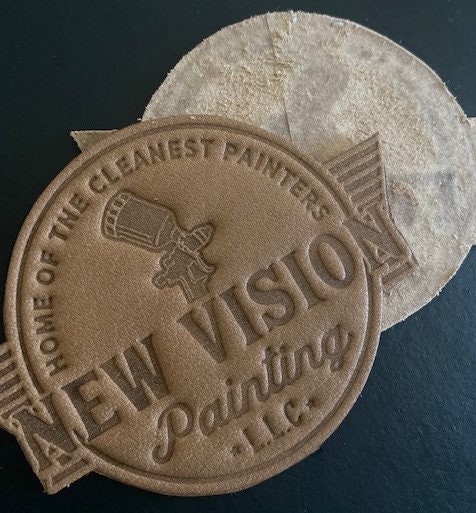 HOME OF THE CLEANEST PAINTERS
NEW VISION
Painting
L.L.C.